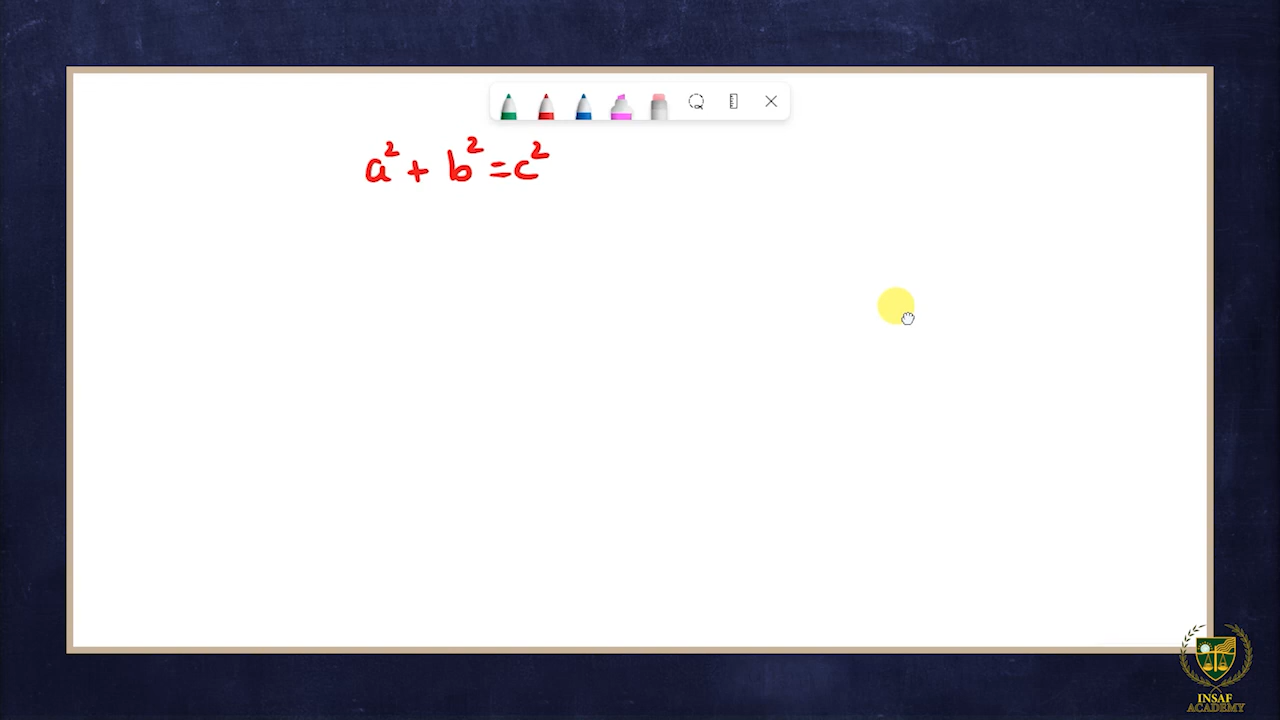 a² + b² = c²
INSAF
ACADEMY